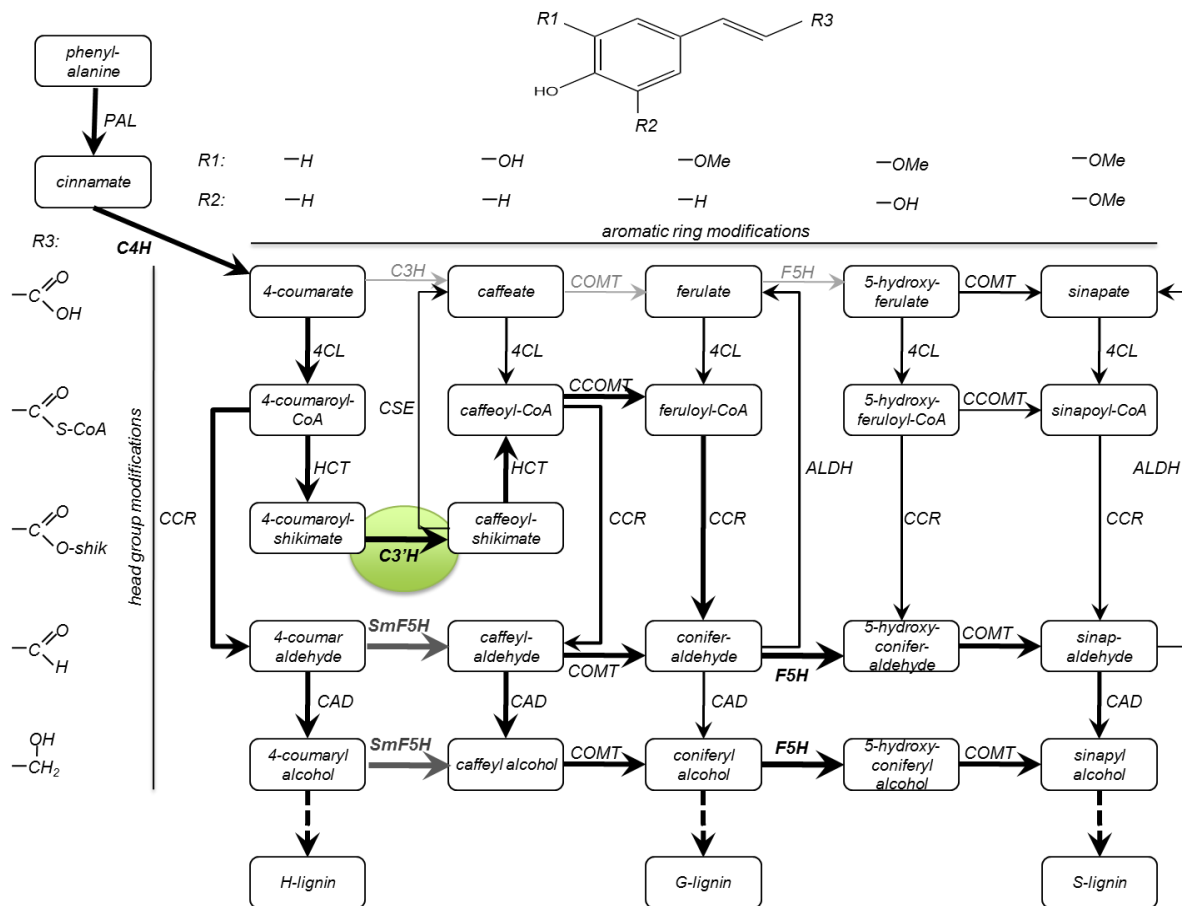 R1
R3
HO
R2
phenyl-
alanine
PAL
cinnamate
R1:
–H
–OH
–OMe
–OMe
–OMe
R2:
–H
–H
–H
–OH
–OMe
aromatic ring modifications
C4H
R3:
–C
O
OH
4-coumarate
C3H
caffeate
COMT
ferulate
F5H
5-hydroxy-
ferulate
COMT
sinapate
4CL
4CL
4CL
4CL
4CL
–C
O
S-CoA
4-coumaroyl-
CoA
CSE
caffeoyl-CoA
CCOMT
feruloyl-CoA
5-hydroxy-
feruloyl-CoA
CCOMT
sinapoyl-CoA
head group modifications
HCT
HCT
ALDH
ALDH
–C
O
O-shik
CCR
4-coumaroyl-
shikimate
C3'H
caffeoyl-
shikimate
CCR
CCR
CCR
CCR
–C
O
H
4-coumar
aldehyde
SmF5H
caffeyl-
aldehyde
COMT
conifer-
aldehyde
F5H
5-hydroxy-
conifer-
aldehyde
COMT
sinap-
aldehyde
CAD
CAD
CAD
CAD
OH
–CH2
4-coumaryl
alcohol
SmF5H
caffeyl alcohol
COMT
coniferyl
alcohol
F5H
5-hydroxy-
coniferyl
alcohol
COMT
sinapyl
alcohol
H-lignin
G-lignin
S-lignin